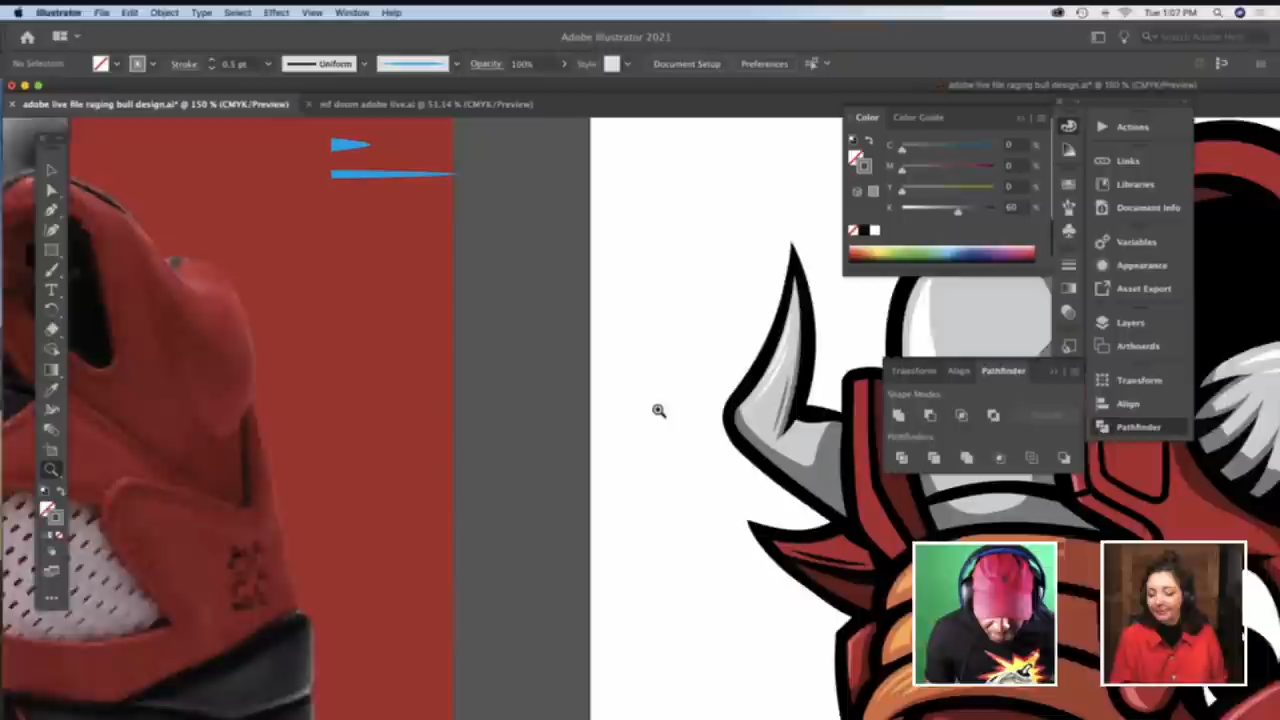 Illustrator File Edit Object Type Select Effect View Window Help Tue 1:07 PM
Adobe Illustrator 2021 Search Adobe Help
No Selection Stroke: 0.5 pt Uniform Opacity: 100% Style: Document Setup Preferences
adobe live file raging bull design.ai* @ 150 % (CMYK/Preview)
adobe live file raging bull design.ai* @ 150 % (CMYK/Preview) mf doom adobe live.ai @ 51.14 % (CMYK/Preview)
Color Color Guide
C 0 %
M 0 %
Y 0 %
K 60 %
Actions
Links
Libraries
Document Info
Variables
Appearance
Asset Export
Layers
Artboards
Transform
Align
Pathfinder
Transform Align Pathfinder
Shape Modes:
Pathfinders: